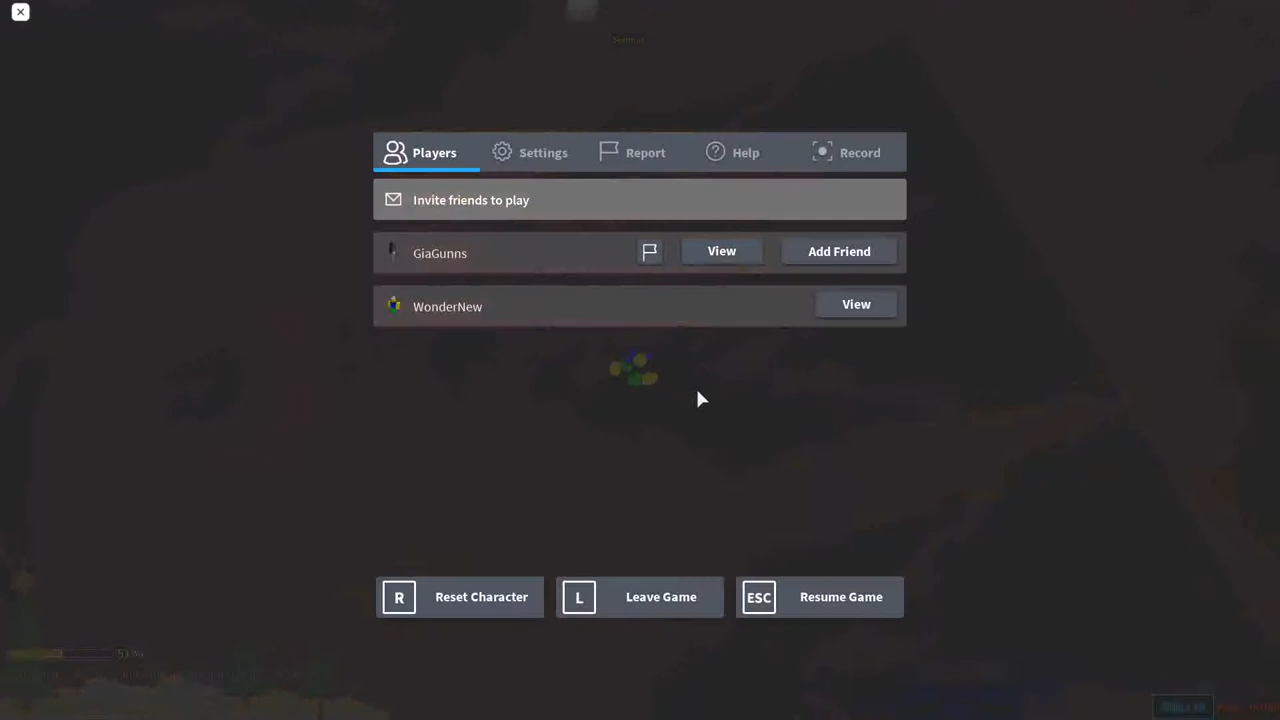 Players
Settings
Report
Help
Record
Invite friends to play
GiaGunns
View
Add Friend
WonderNew
View
R
Reset Character
L
Leave Game
ESC
Resume Game